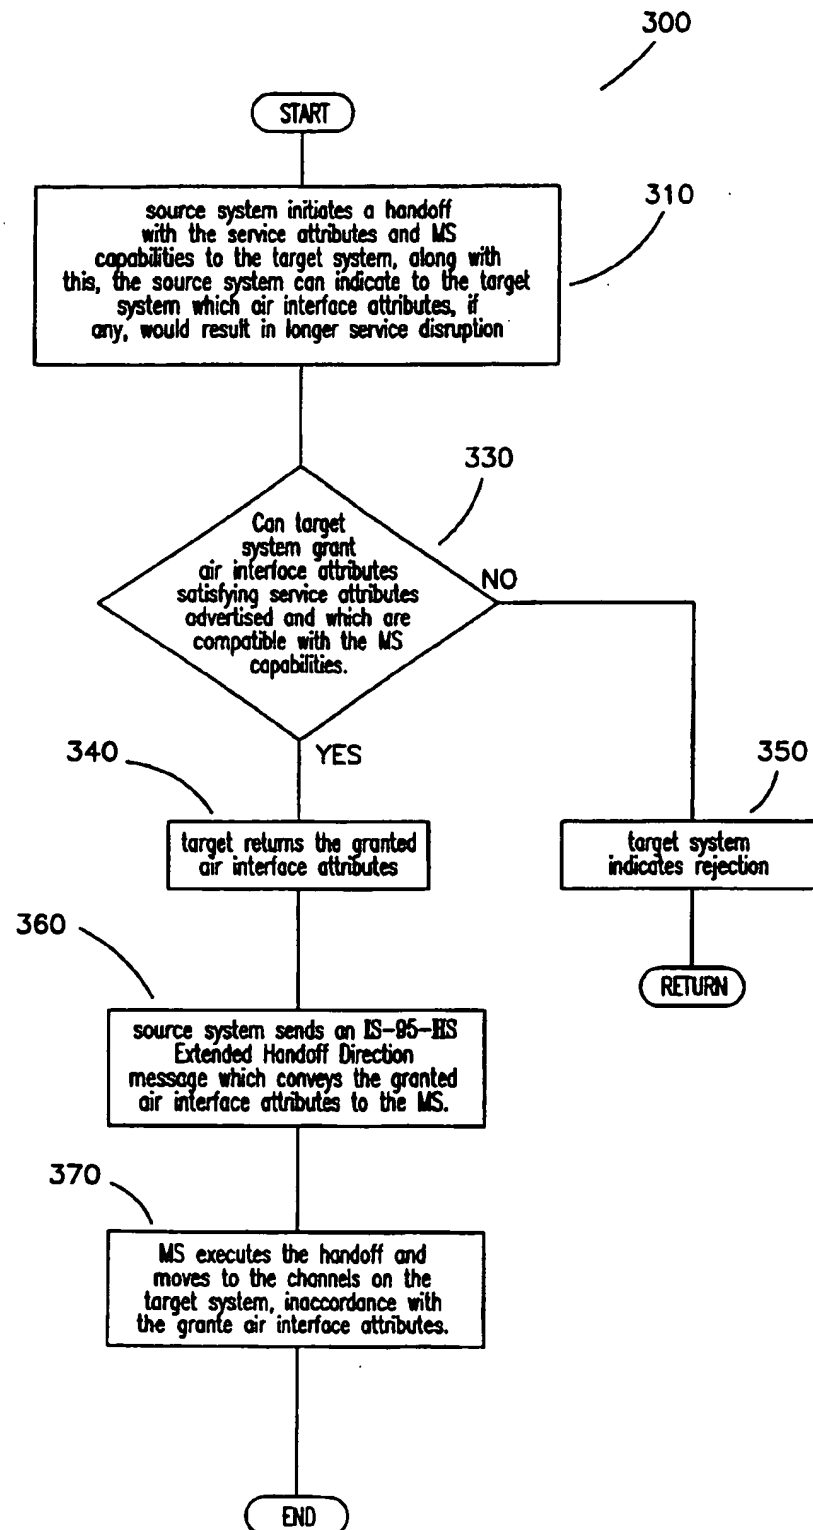 300
START
310
source system initiates a handoff
with the service attributes and MS
capabilities to the target system, along with
this, the source system can indicate to the target
system which air interface attributes, if
any, would result in longer service disruption
330
Can target
system grant
air interface attributes
satisfying service attributes
advertised and which are
compatible with the MS
capabilities.
NO
YES
340
target returns the granted
air interface attributes
350
target system
indicates rejection
RETURN
360
source system sends an IS-95-HS
Extended Handoff Direction
message which conveys the granted
air interface attributes to the MS.
370
MS executes the handoff and
moves to the channels on the
target system, inaccordance with
the grante air interface attributes.
END